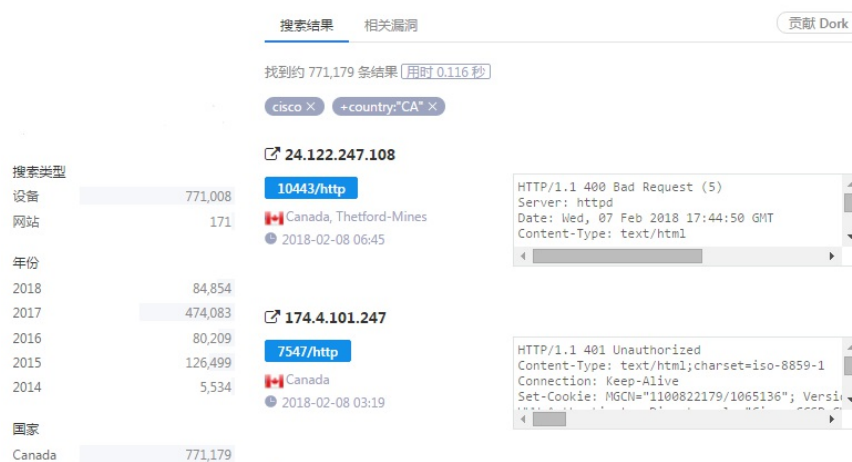 搜索结果 相关漏洞 贡献 Dork
找到约 771,179 条结果 用时 0.116 秒
cisco × +country:"CA" ×
搜索类型
设备 771,008
网站 171
年份
2018 84,854
2017 474,083
2016 80,209
2015 126,499
2014 5,534
国家
Canada 771,179
24.122.247.108
10443/http
Canada, Thetford-Mines
2018-02-08 06:45
HTTP/1.1 400 Bad Request (5)
Server: httpd
Date: Wed, 07 Feb 2018 17:44:50 GMT
Content-Type: text/html
174.4.101.247
7547/http
Canada
2018-02-08 03:19
HTTP/1.1 401 Unauthorized
Content-Type: text/html;charset=iso-8859-1
Connection: Keep-Alive
Set-Cookie: MGCN="1100822179/1065136"; Versi